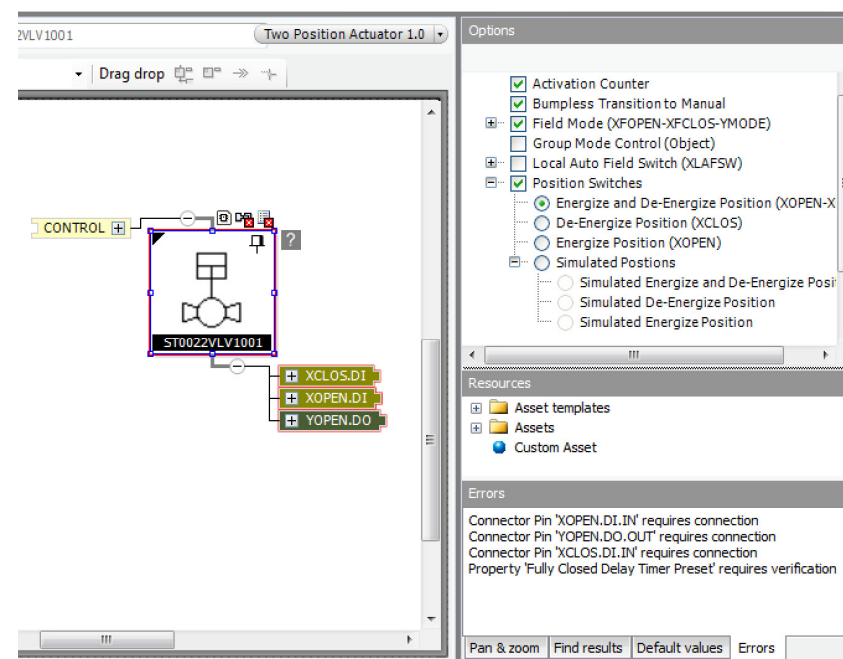 2VLV1001
Two Position Actuator 1.0
Drag drop
CONTROL
?
ST0022VLV1001
XCLOS.DI
XOPEN.DI
YOPEN.DO
Options
Activation Counter
Bumpless Transition to Manual
Field Mode (XFOPEN-XFCLOS-YMODE)
Group Mode Control (Object)
Local Auto Field Switch (XLAFSW)
Position Switches
Energize and De-Energize Position (XOPEN-X
De-Energize Position (XCLOS)
Energize Position (XOPEN)
Simulated Postions
Simulated Energize and De-Energize Posi
Simulated De-Energize Position
Simulated Energize Position
Resources
Asset templates
Assets
Custom Asset
Errors
Connector Pin 'XOPEN.DI.IN' requires connection
Connector Pin 'YOPEN.DO.OUT' requires connection
Connector Pin 'XCLOS.DI.IN' requires connection
Property 'Fully Closed Delay Timer Preset' requires verification
Pan & zoom Find results Default values Errors